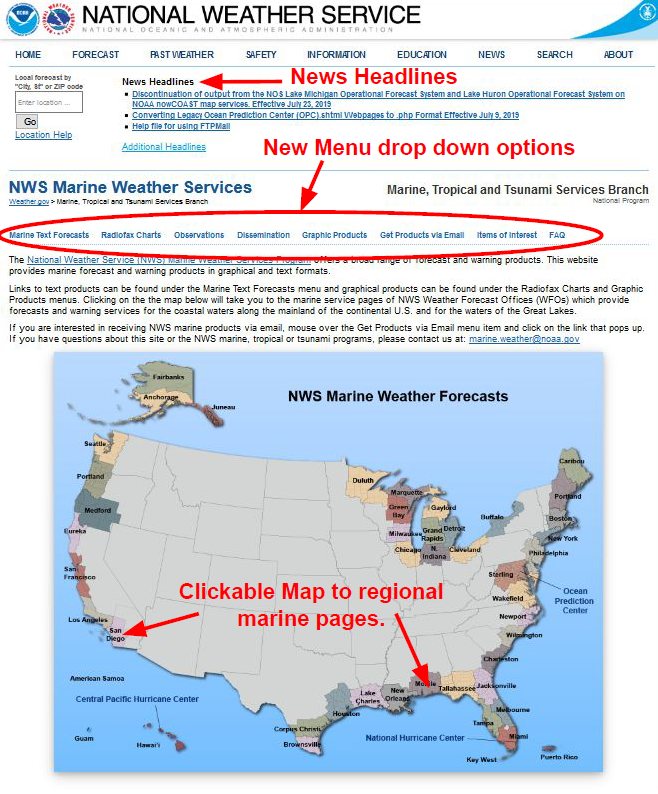 NATIONAL WEATHER SERVICE
NATIONAL OCEANIC AND ATMOSPHERIC ADMINISTRATION
HOME FORECAST PAST WEATHER SAFETY INFORMATION EDUCATION NEWS SEARCH ABOUT
Local forecast by
"City, St" or ZIP code
Enter location ...
Go
Location Help
News Headlines
News Headlines
Discontinuation of output from the NOS Lake Michigan Operational Forecast System and Lake Huron Operational Forecast System on
NOAA nowCOAST map services. Effective July 23, 2019
Converting Legacy Ocean Prediction Center (OPC).shtml Webpages to .php Format Effective July 9, 2019
Help file for using FTPMail
Additional Headlines
New Menu drop down options
NWS Marine Weather Services
Marine, Tropical and Tsunami Services Branch
Weather.gov > Marine, Tropical and Tsunami Services Branch
National Program
Marine Text Forecasts Radiofax Charts Observations Dissemination Graphic Products Get Products via Email Items of Interest FAQ
The National Weather Service (NWS) Marine Weather Services Program offers a broad range of forecast and warning products. This website
provides marine forecast and warning products in graphical and text formats.
Links to text products can be found under the Marine Text Forecasts menu and graphical products can be found under the Radiofax Charts and Graphic
Products menus. Clicking on the map below will take you to the marine service pages of NWS Weather Forecast Offices (WFOs) which provide
forecasts and warning services for the coastal waters along the mainland of the continental U.S. and for the waters of the Great Lakes.
If you are interested in receiving NWS marine products via email, mouse over the Get Products via Email menu item and click on the link that pops up.
If you have questions about this site or the NWS marine, tropical or tsunami programs, please contact us at: marine.weather@noaa.gov
NWS Marine Weather Forecasts
Fairbanks
Anchorage
Juneau
Seattle
Portland
Medford
Eureka
San
Francisco
Los Angeles
San
Diego
Duluth
Marquette
Green
Bay
Gaylord
Milwaukee
Grand
Rapids
Detroit
Chicago
N.
Indiana
Cleveland
Buffalo
Caribou
Portland
Boston
New York
Philadelphia
Sterling
Wakefield
Ocean
Prediction
Center
Newport
Wilmington
Charleston
Clickable Map to regional
marine pages.
Jacksonville
Tallahassee
Mobile
New
Orleans
Lake
Charles
Houston
Corpus Christi
Brownsville
Melbourne
Tampa
Miami
National Hurricane Center
Key West
Puerto Rico
American Samoa
Central Pacific Hurricane Center
Guam
Hawai'i